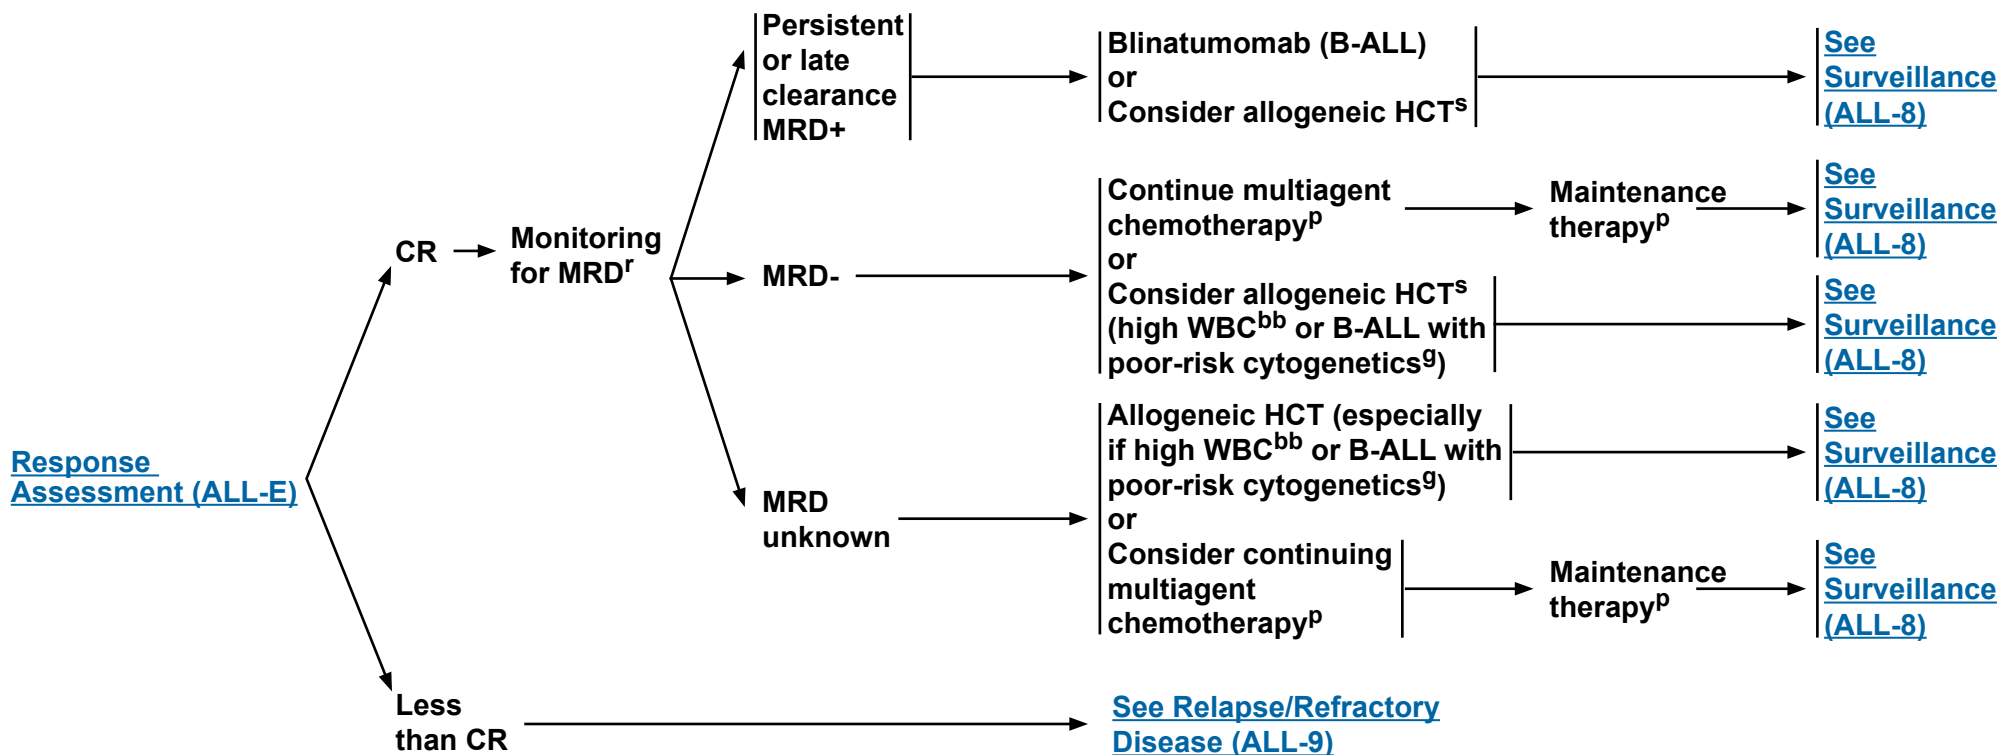 Response
Assessment (ALL-E)
CR
Monitoring
for MRDr
Persistent
or late
clearance
MRD+
Blinatumomab (B-ALL)
or
Consider allogeneic HCTs
See
Surveillance
(ALL-8)
MRD-
Continue multiagent
chemotherapyp
Maintenance
therapyp
See
Surveillance
(ALL-8)
or
Consider allogeneic HCTs
(high WBCbb or B-ALL with
poor-risk cytogeneticsg)
See
Surveillance
(ALL-8)
MRD
unknown
Allogeneic HCT (especially
if high WBCbb or B-ALL with
poor-risk cytogeneticsg)
See
Surveillance
(ALL-8)
or
Consider continuing
multiagent
chemotherapyp
Maintenance
therapyp
See
Surveillance
(ALL-8)
Less
than CR
See Relapse/Refractory
Disease (ALL-9)